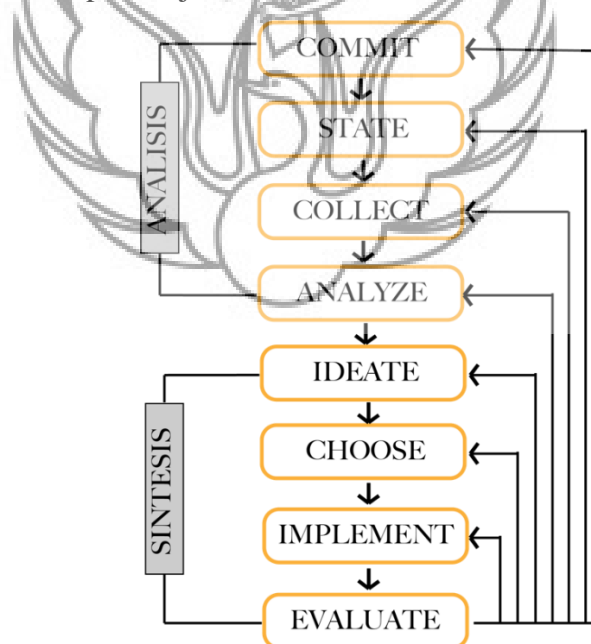 COMMIT
STATE
COLLECT
ANALYZE
ANALISIS
IDEATE
CHOOSE
IMPLEMENT
EVALUATE
SINTESIS